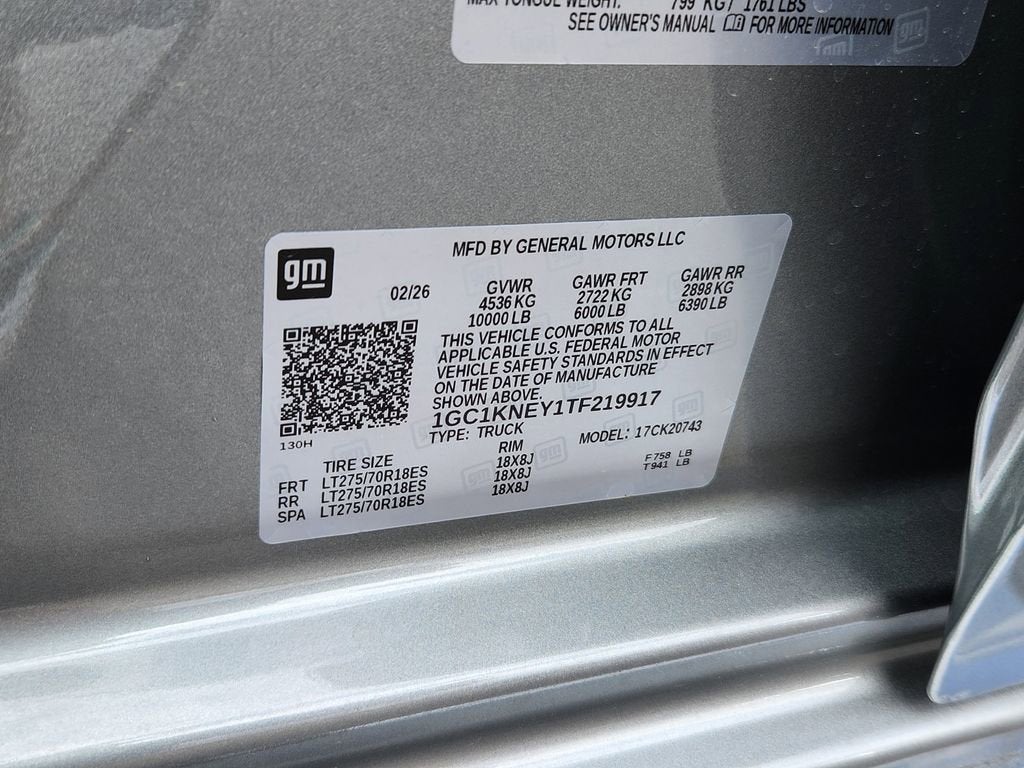 MAX TONGUE WEIGHT: 799 KG / 1761 LBS
SEE OWNER'S MANUAL FOR MORE INFORMATION
gm
MFD BY GENERAL MOTORS LLC
02/26 GVWR GAWR FRT GAWR RR
4536 KG 2722 KG 2898 KG
10000 LB 6000 LB 6390 LB
THIS VEHICLE CONFORMS TO ALL
APPLICABLE U.S. FEDERAL MOTOR
VEHICLE SAFETY STANDARDS IN EFFECT
ON THE DATE OF MANUFACTURE
SHOWN ABOVE.
1GC1KNEY1TF219917
130H
TYPE: TRUCK MODEL: 17CK20743
TIRE SIZE RIM
FRT LT275/70R18ES 18X8J
RR LT275/70R18ES 18X8J
SPA LT275/70R18ES 18X8J
F758 LB
T941 LB